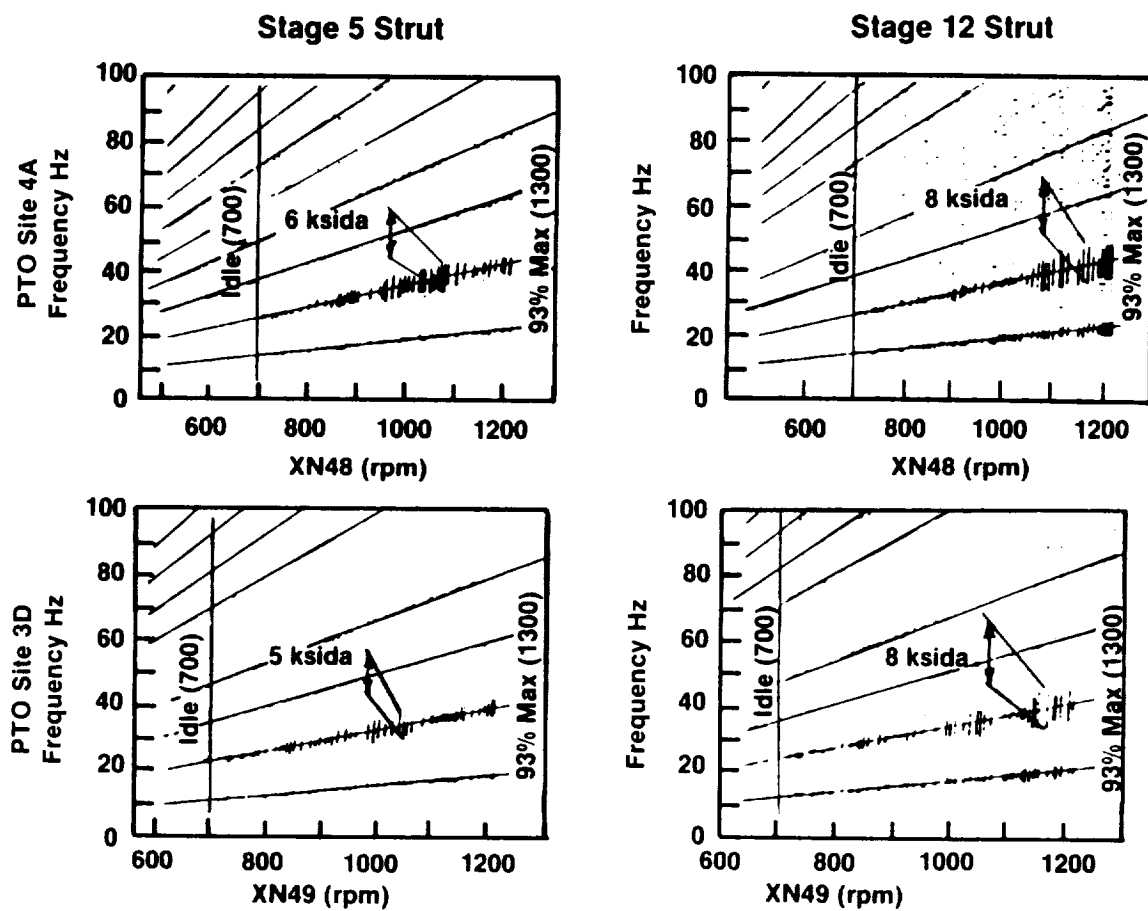 Stage 5 Strut
Stage 12 Strut
PTO Site 4A
Frequency Hz
100
80
60
40
20
0
Idle (700)
6 ksida
93% Max (1300)
600 800 1000 1200
XN48 (rpm)
Frequency Hz
100
80
60
40
20
0
Idle (700)
8 ksida
93% Max (1300)
600 800 1000 1200
XN48 (rpm)
PTO Site 3D
Frequency Hz
100
80
60
40
20
0
Idle (700)
5 ksida
93% Max (1300)
600 800 1000 1200
XN49 (rpm)
Frequency Hz
100
80
60
40
20
0
Idle (700)
8 ksida
93% Max (1300)
600 800 1000 1200
XN49 (rpm)